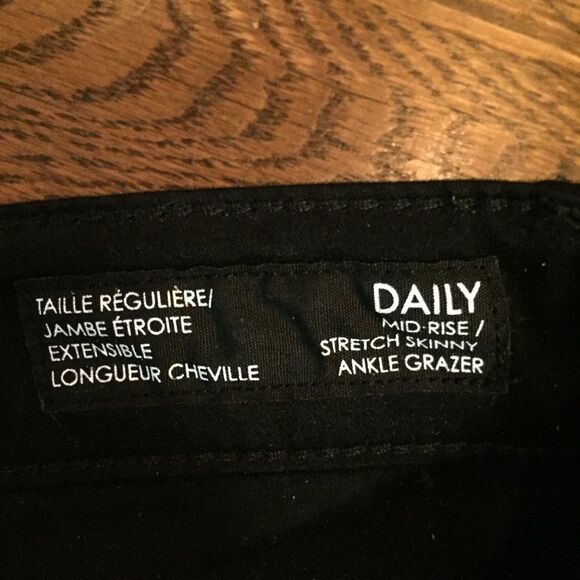 TAILLE RÉGULIÈRE/
JAMBE ÉTROITE
EXTENSIBLE
LONGUEUR CHEVILLE
DAILY
MID-RISE /
STRETCH SKINNY
ANKLE GRAZER